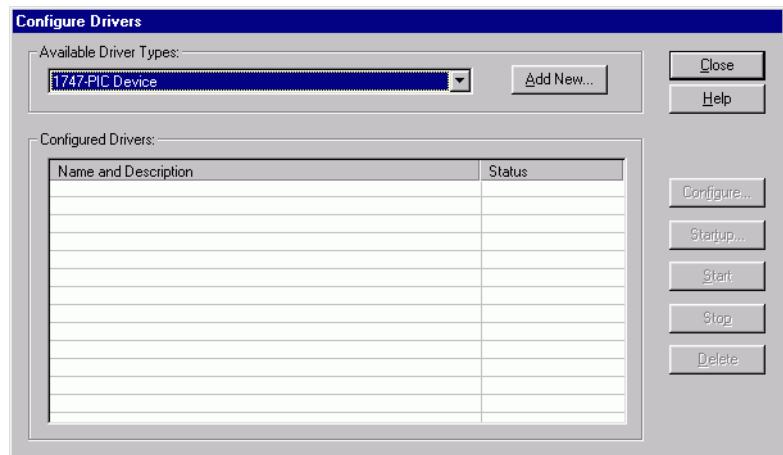 Configure Drivers
Available Driver Types:
1747-PIC Device
Add New...
Close
Help
Configured Drivers:
Name and Description Status
Configure...
Startup...
Start
Stop
Delete